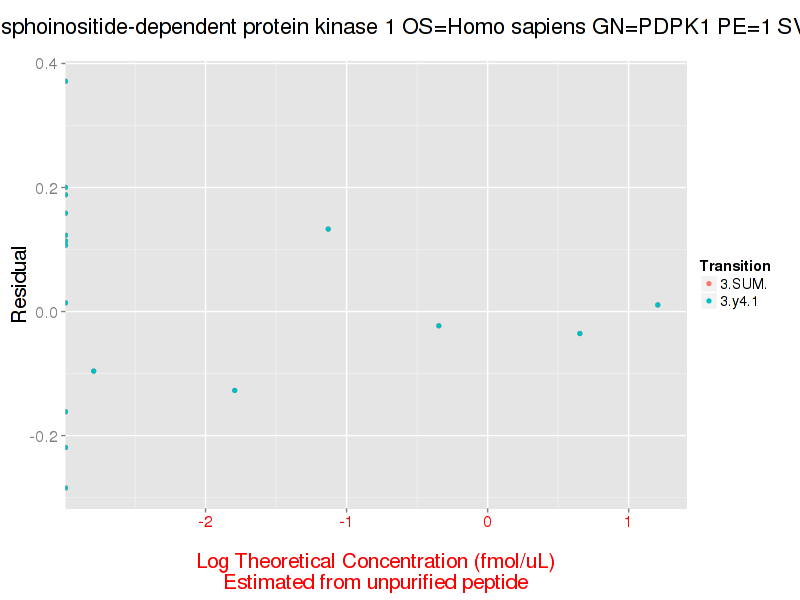 sphoinositide-dependent protein kinase 1 OS=Homo sapiens GN=PDPK1 PE=1 SV
0.4
0.2
0.0
-0.2
Residual
-2
-1
0
1
Log Theoretical Concentration (fmol/uL)
Estimated from unpurified peptide
Transition
3.SUM.
3.y4.1